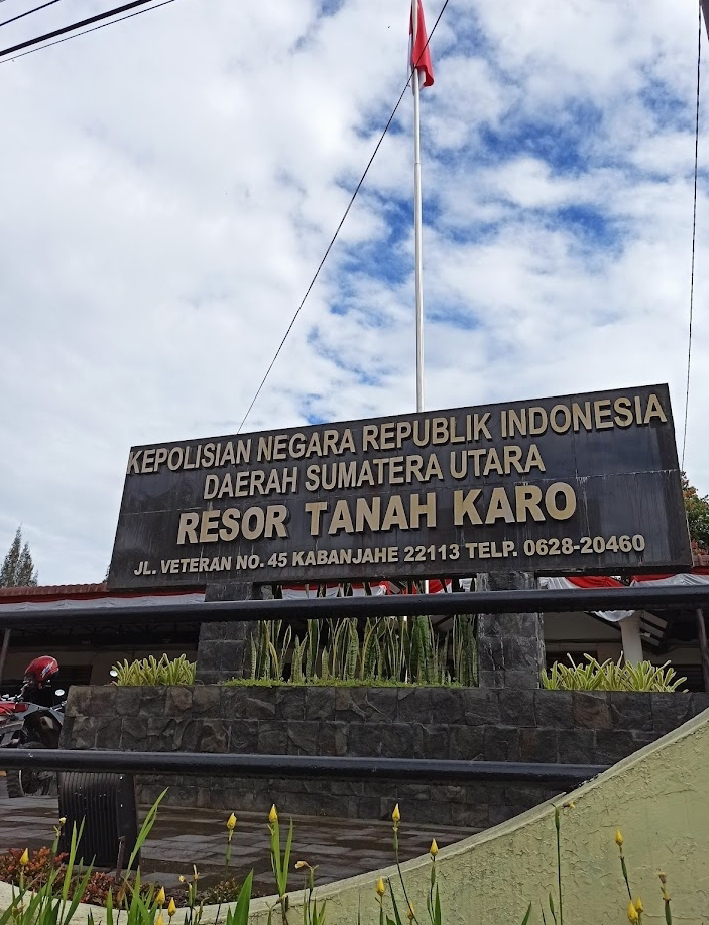 KEPOLISIAN NEGARA REPUBLIK INDONESIA
DAERAH SUMATERA UTARA
RESOR TANAH KARO
JL. VETERAN NO. 45 KABANJAHE 22113 TELP. 0628-20460